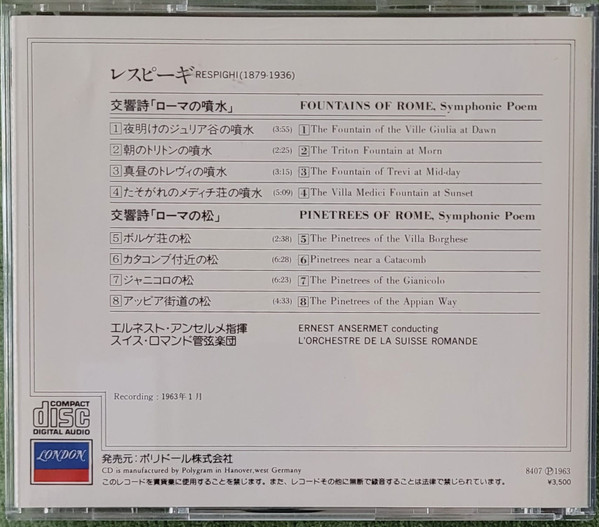 レスピーギ RESPIGHI (1879-1936)
交響詩「ローマの噴水」 FOUNTAINS OF ROME, Symphonic Poem
1 夜明けのジュリア谷の噴水 (3:55) 1 The Fountain of the Ville Giulia at Dawn
2 朝のトリトンの噴水 (2:25) 2 The Triton Fountain at Morn
3 真昼のトレヴィの噴水 (3:15) 3 The Fountain of Trevi at Mid-day
4 たそがれのメディチ荘の噴水 (5:09) 4 The Villa Medici Fountain at Sunset
交響詩「ローマの松」 PINETREES OF ROME, Symphonic Poem
5 ボルゲ荘の松 (2:38) 5 The Pinetrees of the Villa Borghese
6 カタコンブ付近の松 (6:28) 6 Pinetrees near a Catacomb
7 ジャニコロの松 (6:23) 7 The Pinetrees of the Gianicolo
8 アッピア街道の松 (4:33) 8 The Pinetrees of the Appian Way
エルネスト・アンセルメ指揮 ERNEST ANSERMET conducting
スイス・ロマンド管弦楽団 L'ORCHESTRE DE LA SUISSE ROMANDE
Recording : 1963年1月
COMPACT
disc
DIGITAL AUDIO
LONDON
発売元：ポリドール株式会社
CD is manufactured by Polygram in Hanover,west Germany 8407 Ⓟ1963
このレコードを賃貸業に使用することを禁じます。また、レコードその他に無断で録音することは法律で禁じられています。 ¥3,500